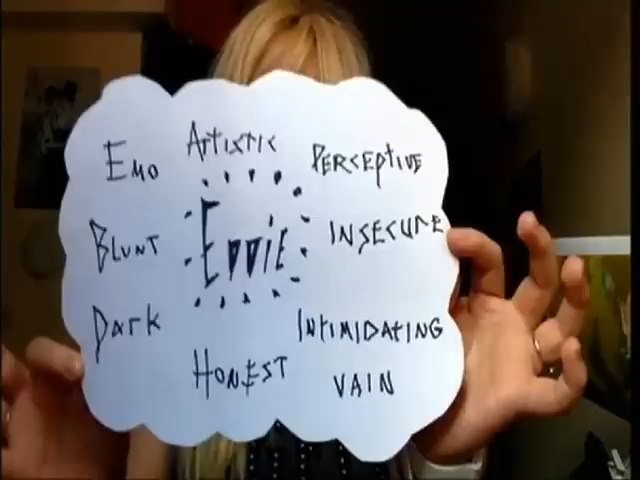 EMO ARTISTIC PERCEPTIVE
BLUNT EDDIE INSECURE
DARK INTIMIDATING
HONEST VAIN